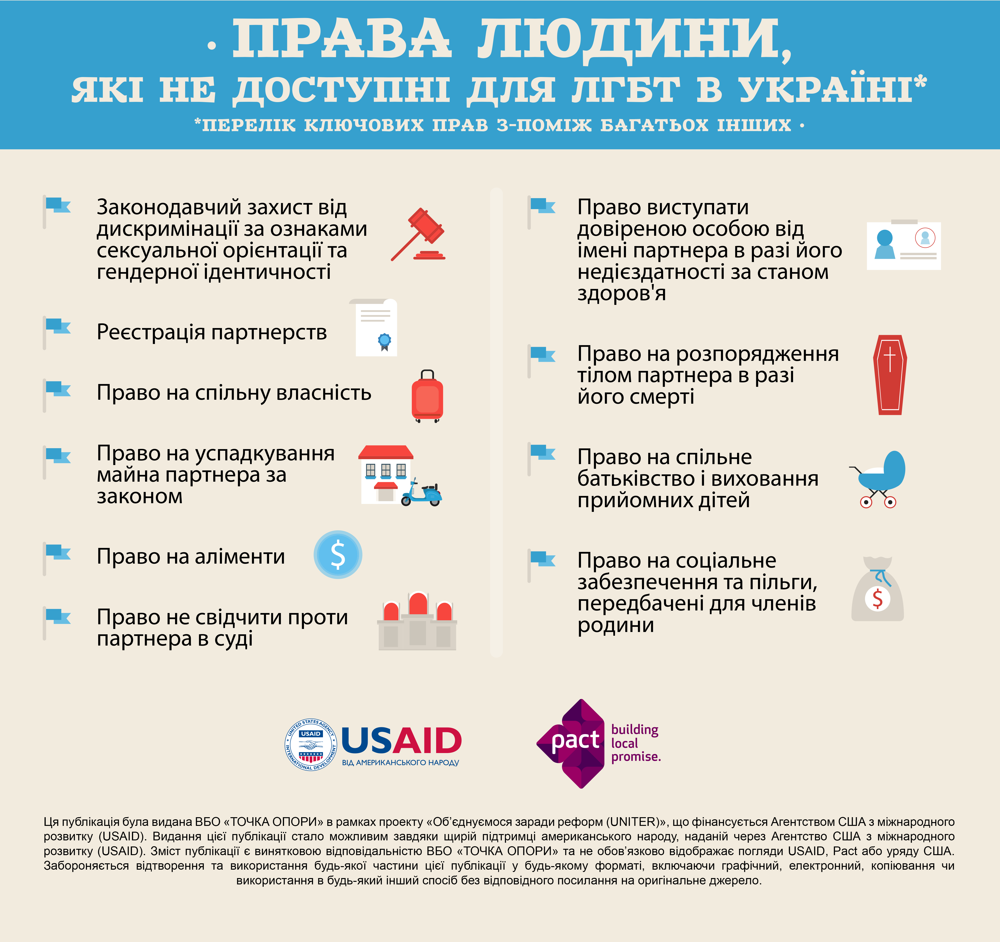 · ПРАВА ЛЮДИНИ,
ЯКІ НЕ ДОСТУПНІ ДЛЯ ЛГБТ В УКРАЇНІ*
*ПЕРЕЛІК КЛЮЧОВИХ ПРАВ З-ПОМІЖ БАГАТЬОХ ІНШИХ ·
Законодавчий захист від
дискримінації за ознаками
сексуальної орієнтації та
гендерної ідентичності
Реєстрація партнерств
Право на спільну власність
Право на успадкування
майна партнера за
законом
Право на аліменти
$
Право не свідчити проти
партнера в суді
Право виступати
довіреною особою від
імені партнера в разі його
недієздатності за станом
здоров'я
Право на розпорядження
тілом партнера в разі
його смерті
Право на спільне
батьківство і виховання
прийомних дітей
Право на соціальне
забезпечення та пільги,
передбачені для членів
родини
$
UNITED STATES AGENCY
USAID
INTERNATIONAL DEVELOPMENT
USAID
ВІД АМЕРИКАНСЬКОГО НАРОДУ
pact
building
local
promise.
Ця публікація була видана ВБО «ТОЧКА ОПОРИ» в рамках проекту «Об’єднуємося заради реформ (UNITER)», що фінансується Агентством США з міжнародного
розвитку (USAID). Видання цієї публікації стало можливим завдяки щирій підтримці американського народу, наданій через Агентство США з міжнародного
розвитку (USAID). Зміст публікації є винятковою відповідальністю ВБО «ТОЧКА ОПОРИ» та не обов’язково відображає погляди USAID, Pact або уряду США.
Забороняється відтворення та використання будь-якої частини цієї публікації у будь-якому форматі, включаючи графічний, електронний, копіювання чи
використання в будь-який інший спосіб без відповідного посилання на оригінальне джерело.